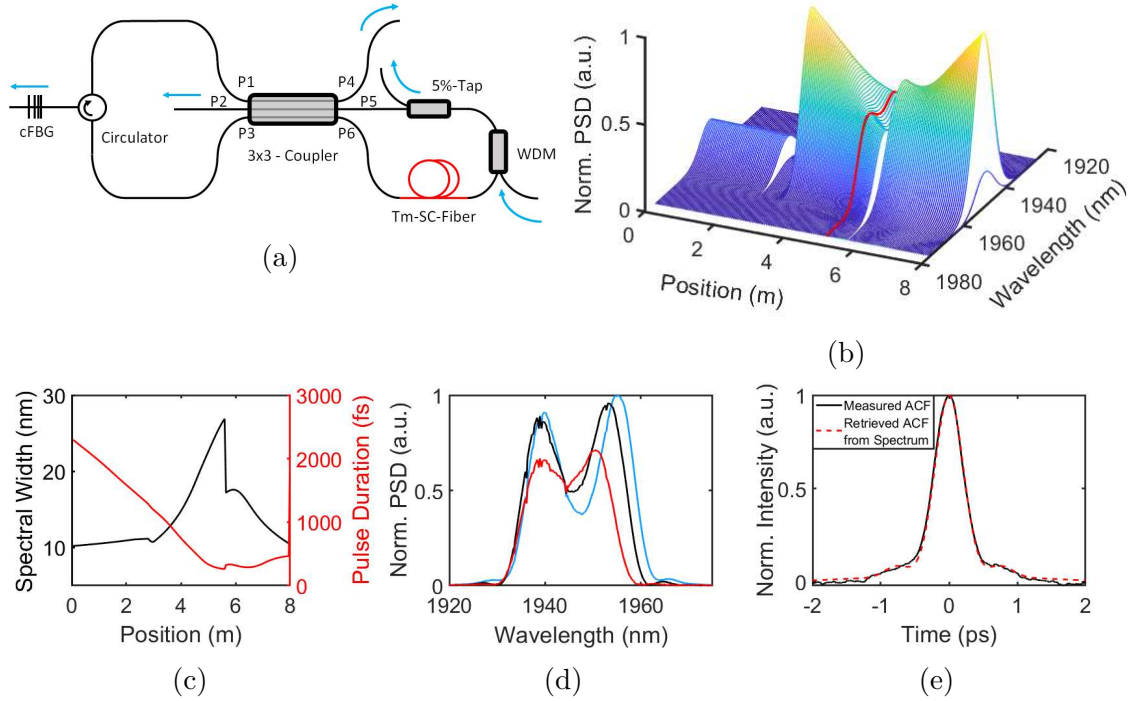 P1
P4
5%-Tap
P2
P5
cFBG
Circulator
P3
P6
WDM
3x3 - Coupler
Tm-SC-Fiber
(a)
Norm. PSD (a.u.)
1
0.5
0
0
2
4
6
8
Position (m)
1920
1940
1960
1980
Wavelength (nm)
(b)
Spectral Width (nm)
30
20
10
0
2
4
6
8
Position (m)
3000
2000
1000
0
Pulse Duration (fs)
(c)
Norm. PSD (a.u.)
1
0.5
0
1920
1940
1960
Wavelength (nm)
(d)
Norm. Intensity (a.u.)
1
0.5
0
Measured ACF
Retrieved ACF
from Spectrum
-2
-1
0
1
2
Time (ps)
(e)